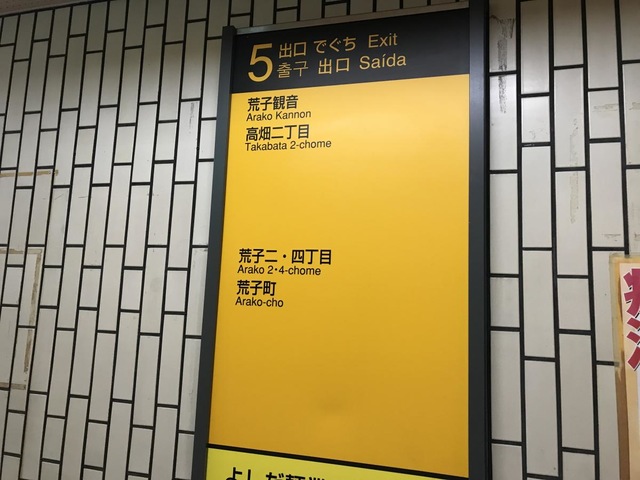 5 出口 でぐち Exit
출구 出口 Saída
荒子観音
Arako Kannon
高畑二丁目
Takabata 2-chome
荒子二・四丁目
Arako 2・4-chome
荒子町
Arako-cho